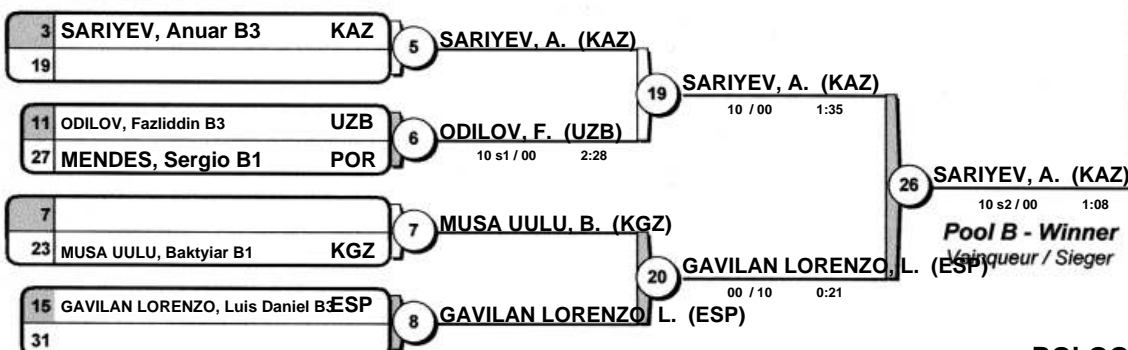 3 SARIYEV, Anuar B3 KAZ
19
5 SARIYEV, A. (KAZ)
11 ODILOV, Fazliddin B3 UZB
27 MENDES, Sergio B1 POR
6 ODILOV, F. (UZB)
10 s1 / 00 2:28
19 SARIYEV, A. (KAZ)
10 / 00 1:35
7
23 MUSA UULU, Baktyiar B1 KGZ
7 MUSA UULU, B. (KGZ)
15 GAVILAN LORENZO, Luis Daniel B3 ESP
31
8 GAVILAN LORENZO, L. (ESP)
20 GAVILAN LORENZO, L. (ESP)
00 / 10 0:21
26 SARIYEV, A. (KAZ)
10 s2 / 00 1:08
Pool B - Winner
Vainqueur / Sieger